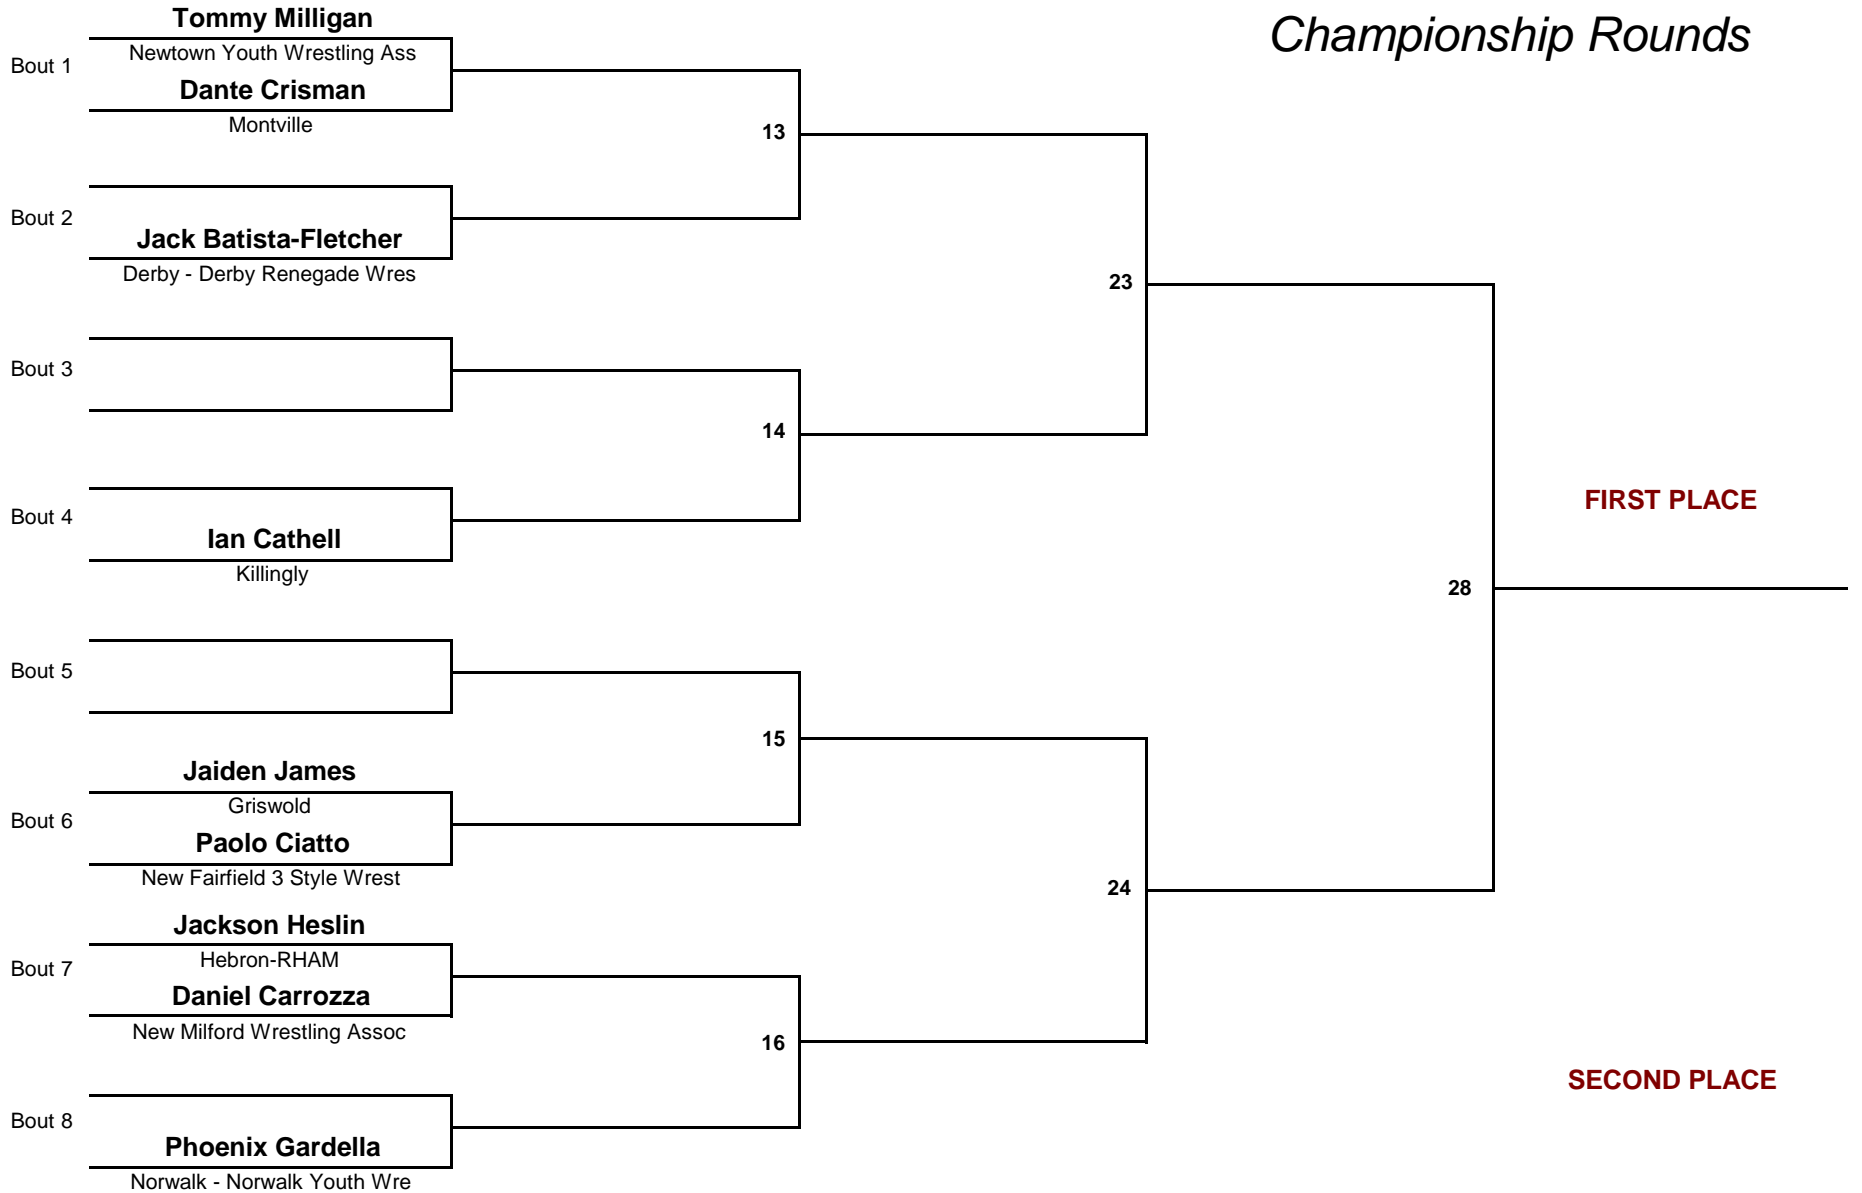 Championship Rounds
Tommy Milligan
Bout 1
Newtown Youth Wrestling Ass
Dante Crisman
Montville
13
Bout 2
Jack Batista-Fletcher
Derby - Derby Renegade Wres
23
Bout 3
14
Bout 4
Ian Cathell
Killingly
FIRST PLACE
28
Bout 5
15
Jaiden James
Bout 6
Griswold
Paolo Ciatto
New Fairfield 3 Style Wrest
24
Jackson Heslin
Bout 7
Hebron-RHAM
Daniel Carrozza
New Milford Wrestling Assoc
16
SECOND PLACE
Bout 8
Phoenix Gardella
Norwalk - Norwalk Youth Wre